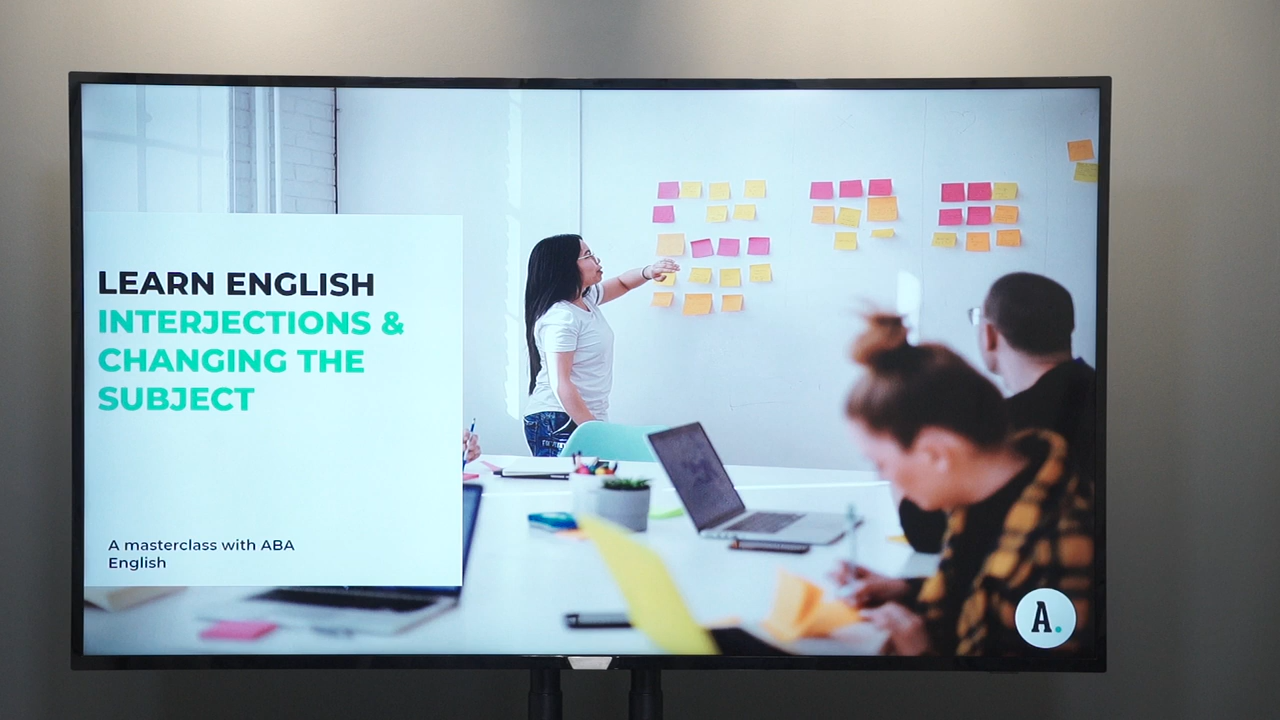 LEARN ENGLISH
INTERJECTIONS &
CHANGING THE
SUBJECT
A masterclass with ABA
English
A.